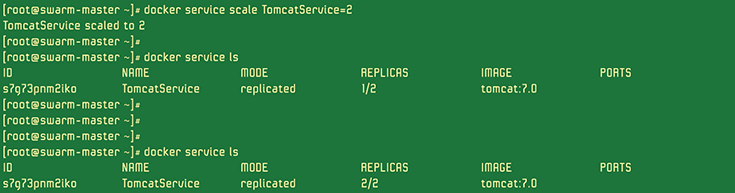 [root@swarm-master ~]# docker service scale TomcatService=2
TomcatService scaled to 2
[root@swarm-master ~]#
[root@swarm-master ~]# docker service ls
ID NAME MODE REPLICAS IMAGE PORTS
s7g73pnm2iko TomcatService replicated 1/2 tomcat:7.0
[root@swarm-master ~]#
[root@swarm-master ~]#
[root@swarm-master ~]#
[root@swarm-master ~]# docker service ls
ID NAME MODE REPLICAS IMAGE PORTS
s7g73pnm2iko TomcatService replicated 2/2 tomcat:7.0